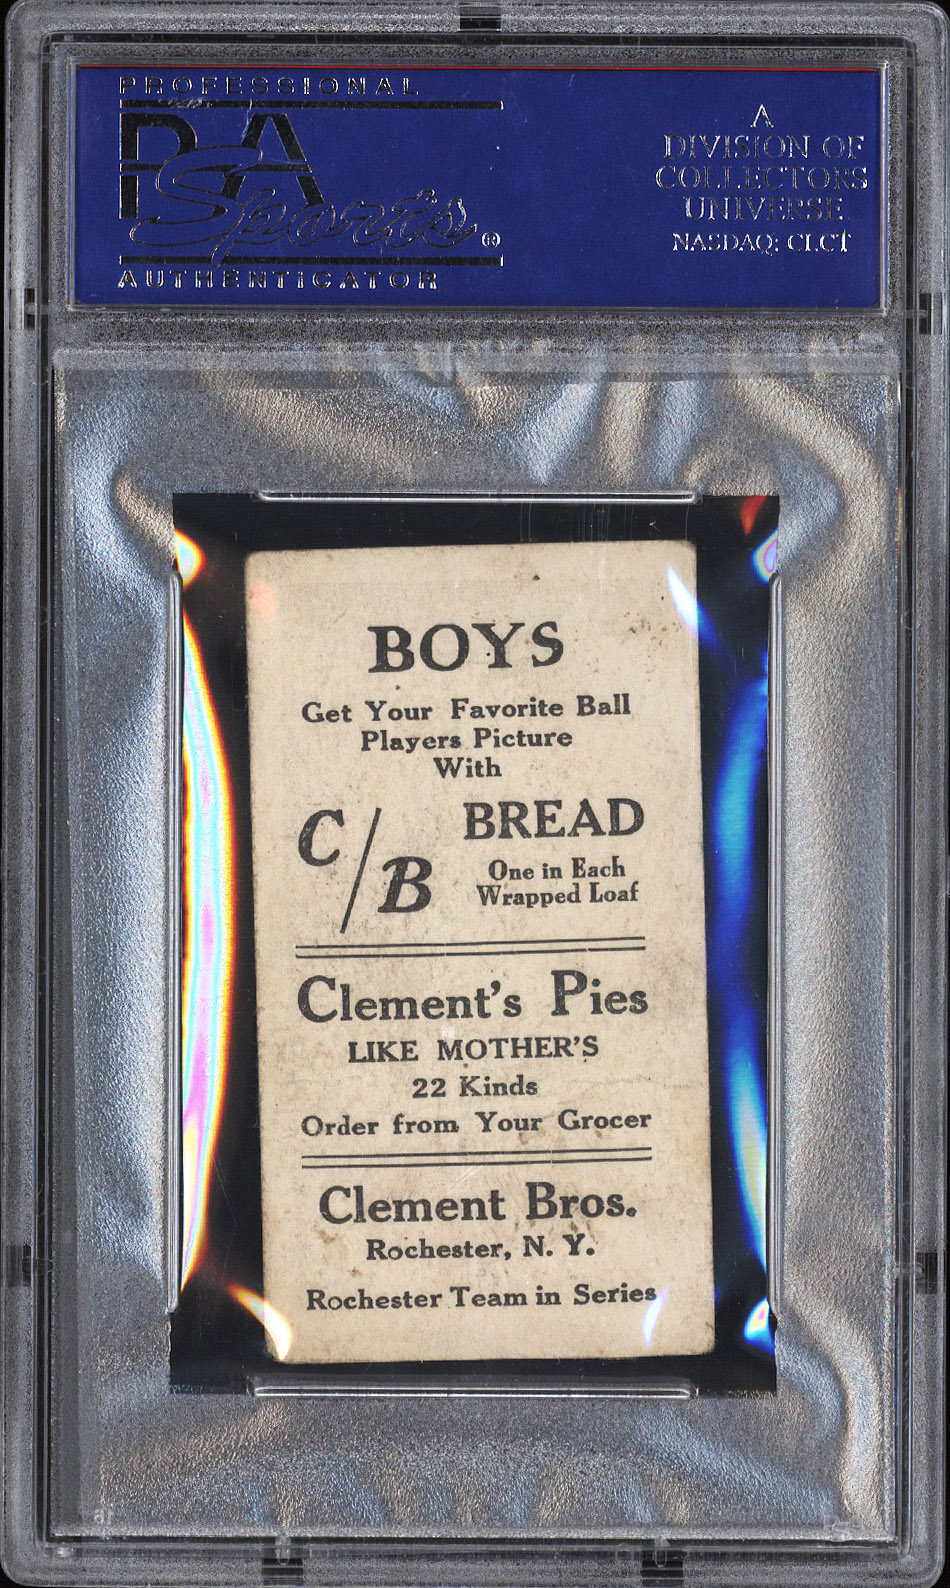 PROFESSIONAL
PSA
Sports®
AUTHENTICATOR
A
DIVISION OF
COLLECTORS
UNIVERSE
NASDAQ: CLCT
BOYS
Get Your Favorite Ball
Players Picture
With
C/B BREAD
One in Each
Wrapped Loaf
Clement's Pies
LIKE MOTHER'S
22 Kinds
Order from Your Grocer
Clement Bros.
Rochester, N. Y.
Rochester Team in Series